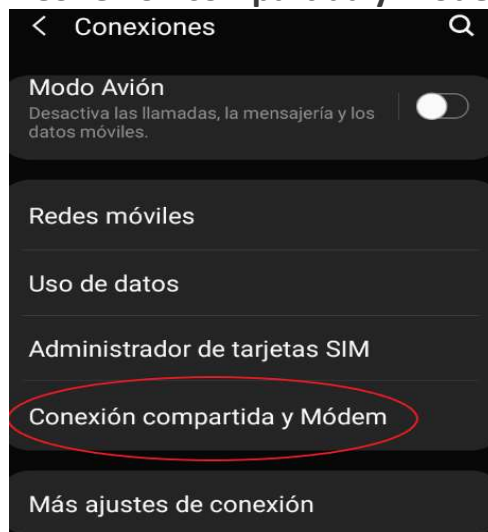 Conexiones
Modo Avión
Desactiva las llamadas, la mensajería y los
datos móviles.
Redes móviles
Uso de datos
Administrador de tarjetas SIM
Conexión compartida y Módem
Más ajustes de conexión